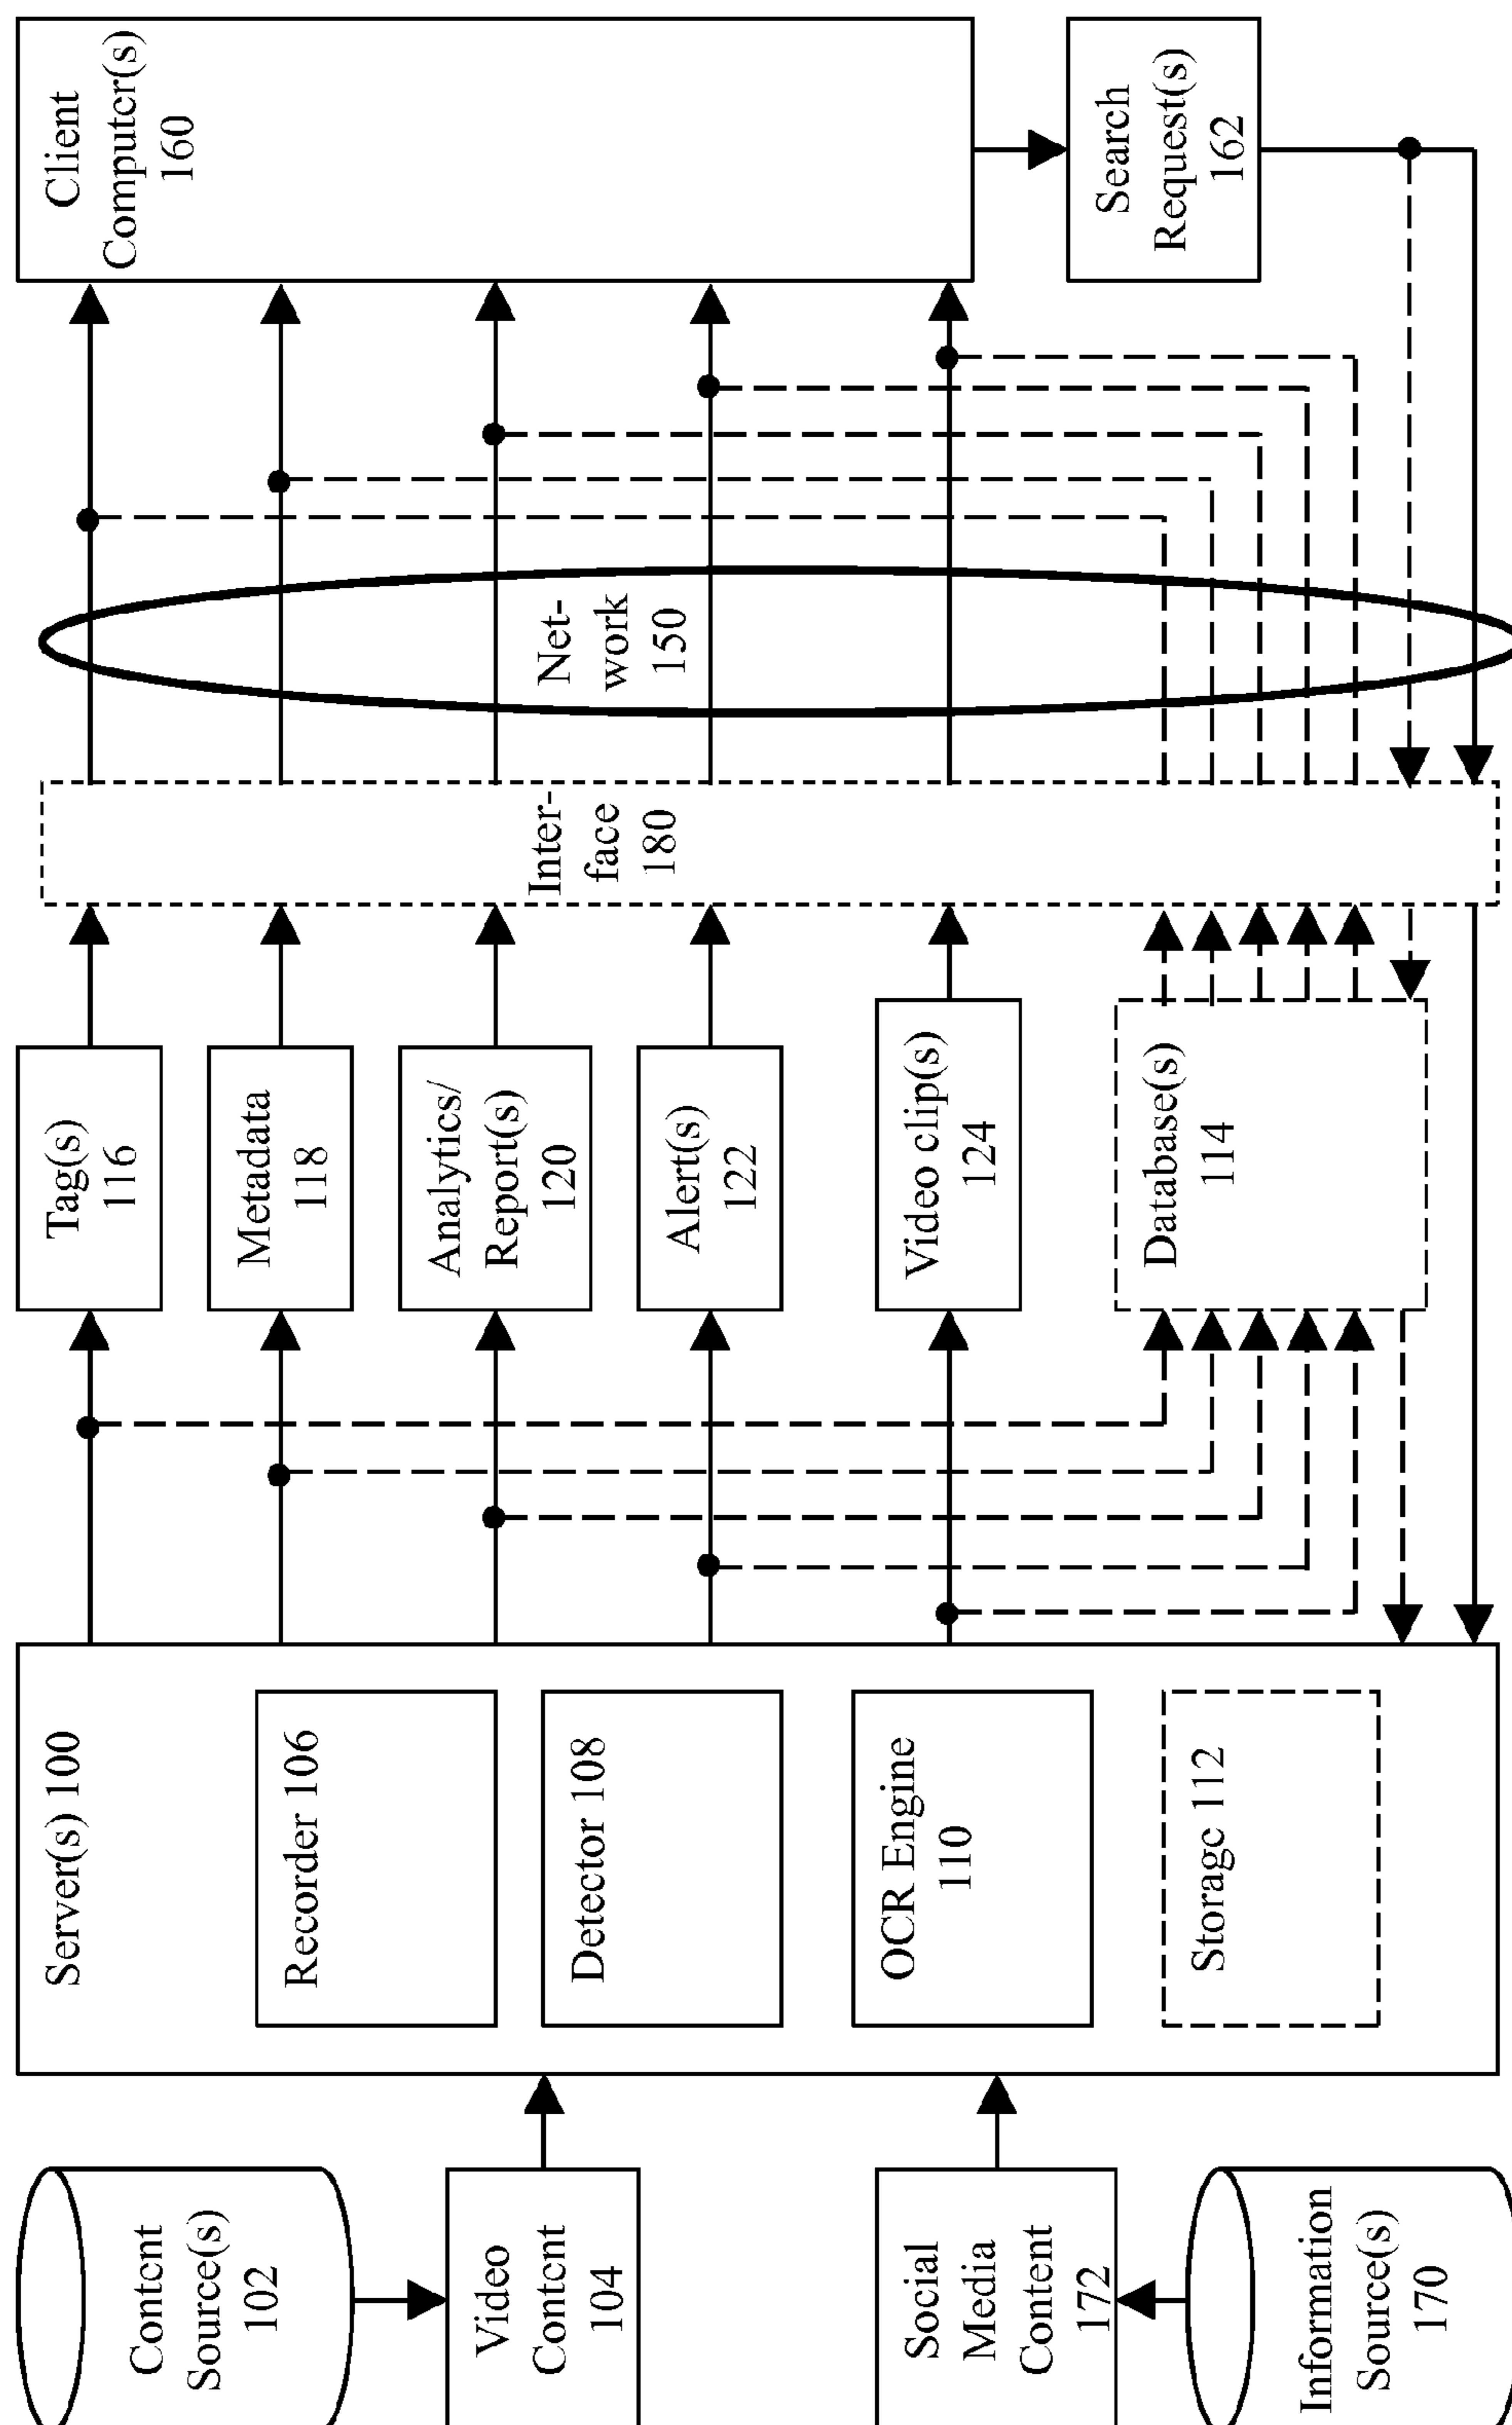 Content
Source(s)
102
Video
Content
104
Social
Media
Content
172
Information
Source(s)
170
Server(s) 100
Recorder 106
Detector 108
OCR Engine
110
Storage 112
Tag(s)
116
Metadata
118
Analytics/
Report(s)
120
Alert(s)
122
Video clip(s)
124
Database(s)
114
Inter-
face
180
Net-
work
150
Client
Computer(s)
160
Search
Request(s)
162